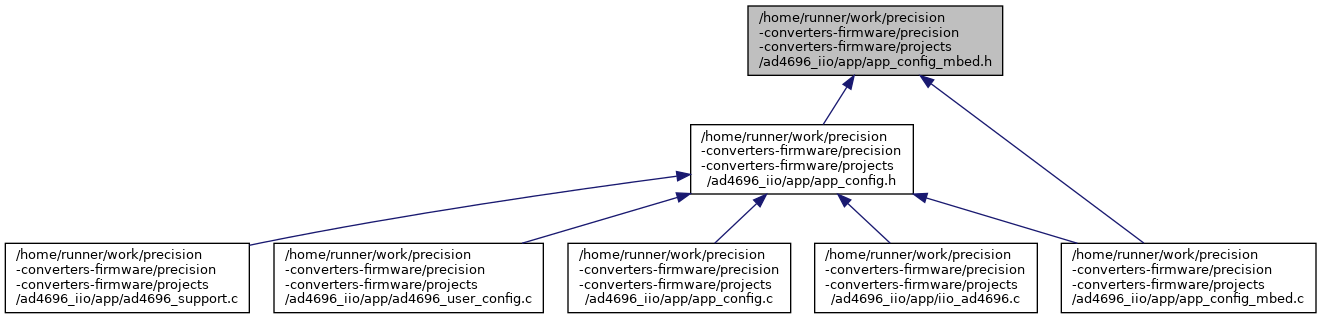 /home/runner/work/precision
-converters-firmware/precision
-converters-firmware/projects
/ad4696_iio/app/app_config_mbed.h
/home/runner/work/precision
-converters-firmware/precision
-converters-firmware/projects
/ad4696_iio/app/app_config.h
/home/runner/work/precision
-converters-firmware/precision
-converters-firmware/projects
/ad4696_iio/app/ad4696_support.c
/home/runner/work/precision
-converters-firmware/precision
-converters-firmware/projects
/ad4696_iio/app/ad4696_user_config.c
/home/runner/work/precision
-converters-firmware/precision
-converters-firmware/projects
/ad4696_iio/app/app_config.c
/home/runner/work/precision
-converters-firmware/precision
-converters-firmware/projects
/ad4696_iio/app/iio_ad4696.c
/home/runner/work/precision
-converters-firmware/precision
-converters-firmware/projects
/ad4696_iio/app/app_config_mbed.c